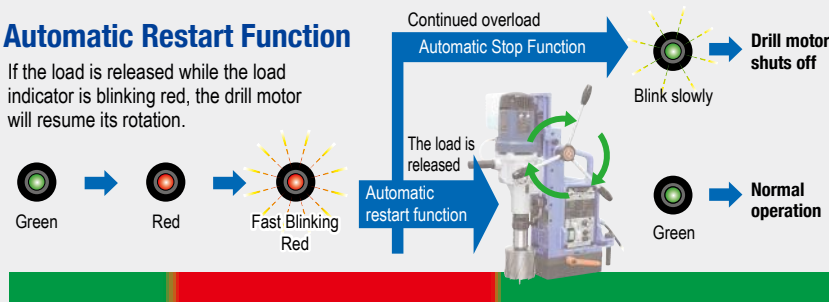 Automatic Restart Function
If the load is released while the load
indicator is blinking red, the drill motor
will resume its rotation.
Green
Red
Fast Blinking
Red
Continued overload
Automatic Stop Function
Blink slowly
Drill motor
shuts off
The load is
released
Automatic
restart function
Green
Normal
operation